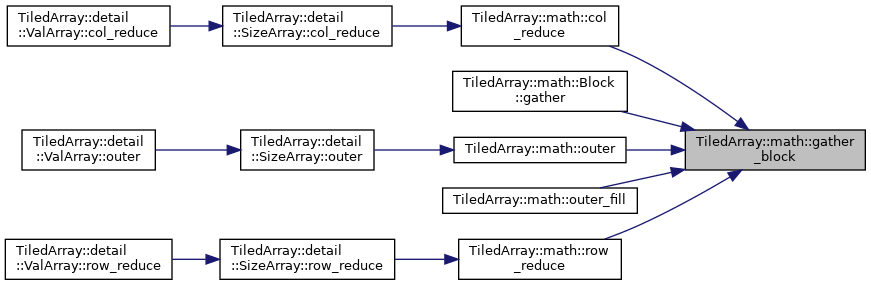 TiledArray::detail
::ValArray::col_reduce
TiledArray::detail
::SizeArray::col_reduce
TiledArray::math::col
_reduce
TiledArray::math::Block
::gather
TiledArray::detail
::ValArray::outer
TiledArray::detail
::SizeArray::outer
TiledArray::math::outer
TiledArray::math::gather
_block
TiledArray::math::outer_fill
TiledArray::detail
::ValArray::row_reduce
TiledArray::detail
::SizeArray::row_reduce
TiledArray::math::row
_reduce